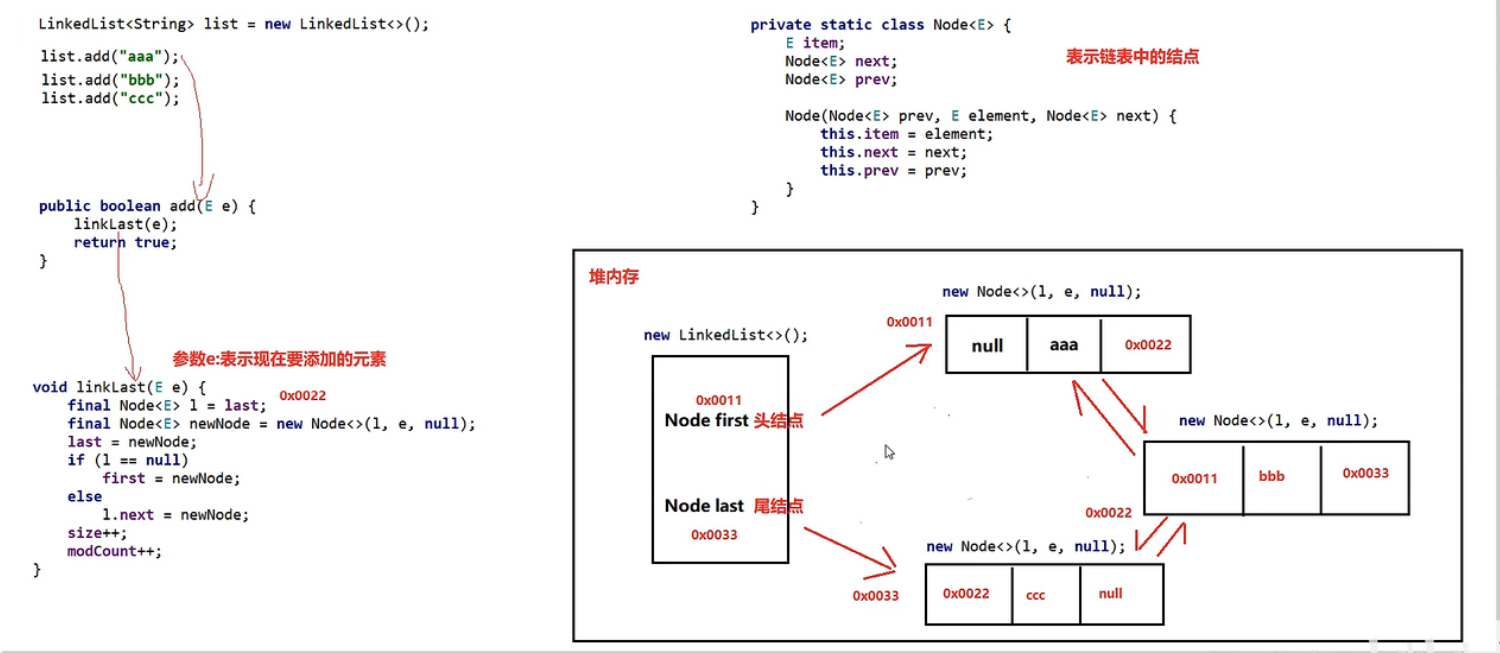 LinkedList<String> list = new LinkedList<>();
list.add("aaa");
list.add("bbb");
list.add("ccc");
public boolean add(E e) {
linkLast(e);
return true;
}
参数e:表示现在要添加的元素
void linkLast(E e) {
0x0022
final Node<E> l = last;
final Node<E> newNode = new Node<>(l, e, null);
last = newNode;
if (l == null)
first = newNode;
else
l.next = newNode;
size++;
modCount++;
}
private static class Node<E> {
E item;
Node<E> next;
Node<E> prev;
表示链表中的结点
Node(Node<E> prev, E element, Node<E> next) {
this.item = element;
this.next = next;
this.prev = prev;
}
}
堆内存
new LinkedList<>();
0x0011
Node first 头结点
Node last 尾结点
0x0033
new Node<>(l, e, null);
0x0011
null aaa 0x0022
new Node<>(l, e, null);
0x0011 bbb 0x0033
0x0022
new Node<>(l, e, null);
0x0033
0x0022 ccc null